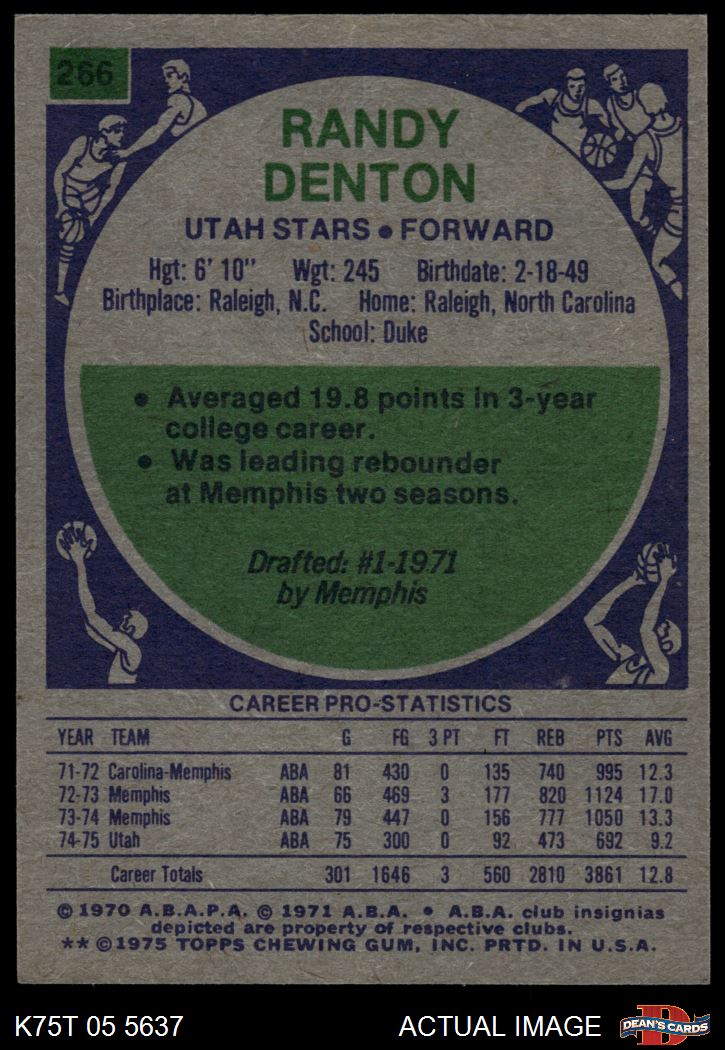 266
RANDY
DENTON
UTAH STARS • FORWARD
Hgt: 6' 10" Wgt: 245 Birthdate: 2-18-49
Birthplace: Raleigh, N.C. Home: Raleigh, North Carolina
School: Duke
• Averaged 19.8 points in 3-year
college career.
• Was leading rebounder
at Memphis two seasons.
Drafted: #1-1971
by Memphis
CAREER PRO-STATISTICS
YEAR TEAM G FG 3 PT FT REB PTS AVG
71-72 Carolina-Memphis ABA 81 430 0 135 740 995 12.3
72-73 Memphis ABA 66 469 3 177 820 1124 17.0
73-74 Memphis ABA 79 447 0 156 777 1050 13.3
74-75 Utah ABA 75 300 0 92 473 692 9.2
Career Totals 301 1646 3 560 2810 3861 12.8
© 1970 A.B.A.P.A. © 1971 A.B.A. • A.B.A. club insignias
depicted are property of respective clubs.
** © 1975 TOPPS CHEWING GUM, INC. PRTD. IN U.S.A.
K75T 05 5637 ACTUAL IMAGE DEAN'S CARDS